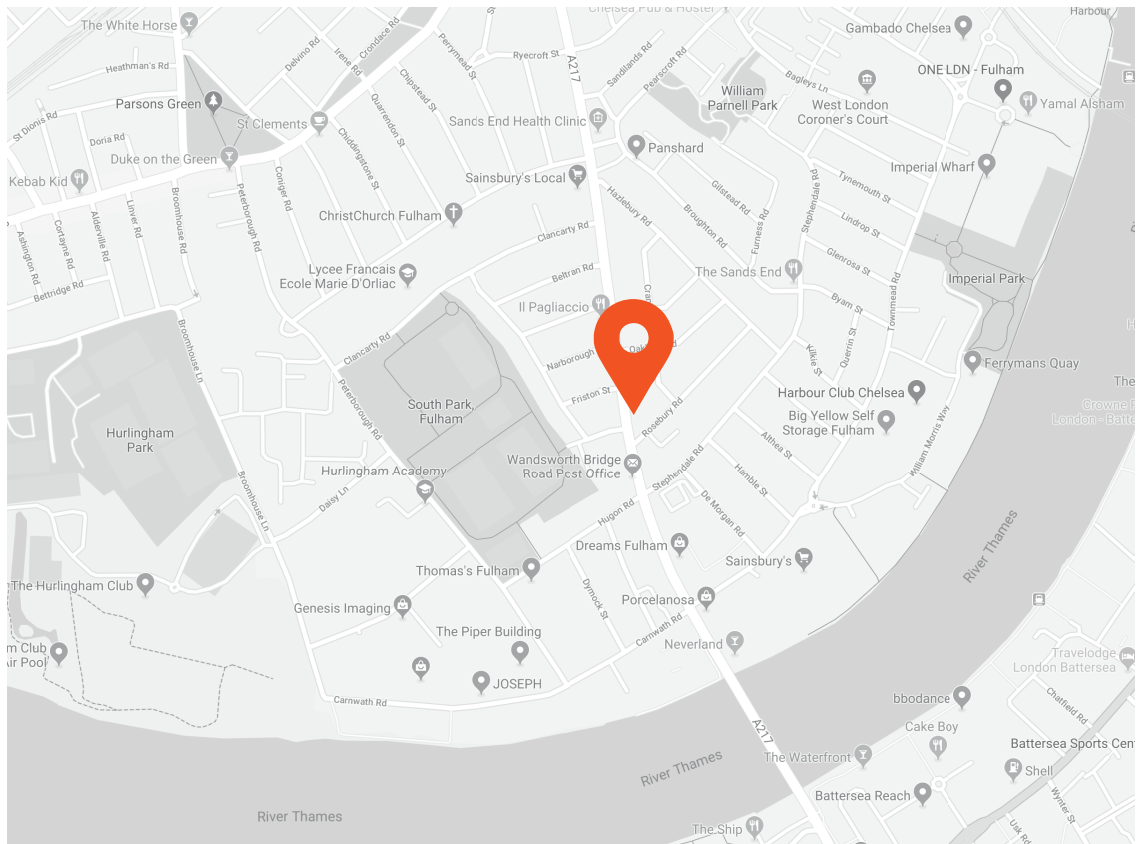 The White Horse
Chelsea Pub & Hostel
Harbour
Gambado Chelsea
Crondace Rd
Irene Rd
Delvino Rd
Perrymead St
Ryecroft St
A217
Sandilands Rd
Pearscroft Rd
Bagleys Ln
ONE LDN - Fulham
Heathman's Rd
Chipstead St
William
Parnell Park
West London
Coroner's Court
Yamal Alsham
Parsons Green
St Clements
Quarrendon St
Sands End Health Clinic
St Dionis Rd
Doria Rd
Duke on the Green
Chiddingstone St
Panshard
Imperial Wharf
Kebab Kid
Coniger Rd
Sainsbury's Local
Tynemouth St
Linver Rd
Alderville Rd
Cortayne Rd
Ashington Rd
Broomhouse Rd
Peterborough Rd
ChristChurch Fulham
Hazlebury Rd
Gilstead Rd
Broughton Rd
Furness Rd
Stephendale Rd
Lindrop St
Clancarty Rd
Glenrosa St
Bettridge Rd
Lycee Francais
Ecole Marie D'Orliac
Beltran Rd
The Sands End
Imperial Park
Il Pagliaccio
Byam St
Townmead Rd
Clancarty Rd
Broomhouse Ln
Narborough
Kilkie St
Querrin St
Ferrymans Quay
Peterborough Rd
South Park,
Fulham
Friston St
Rosebury Rd
Harbour Club Chelsea
Big Yellow Self
Storage Fulham
Hurlingham
Park
Althea St
William Morris Way
Crowne
London - Batte
The
Hurlingham Academy
Wandsworth Bridge
Road Post Office
Stephendale Rd
Hamble St
Broomhouse Ln
Daisy Ln
Hugon Rd
De Morgan Rd
River Thames
Dreams Fulham
Sainsbury's
The Hurlingham Club
Thomas's Fulham
Dymock St
Genesis Imaging
Porcelanosa
The Piper Building
Carnwath Rd
Neverland
m Club
Air Pool
JOSEPH
Travelodge
London Battersea
Carnwath Rd
bbodance
Chatfield Rd
A217
Cake Boy
Battersea Sports Cent
River Thames
The Waterfront
Shell
Battersea Reach
Wynter St
River Thames
The Ship
Usk Rd